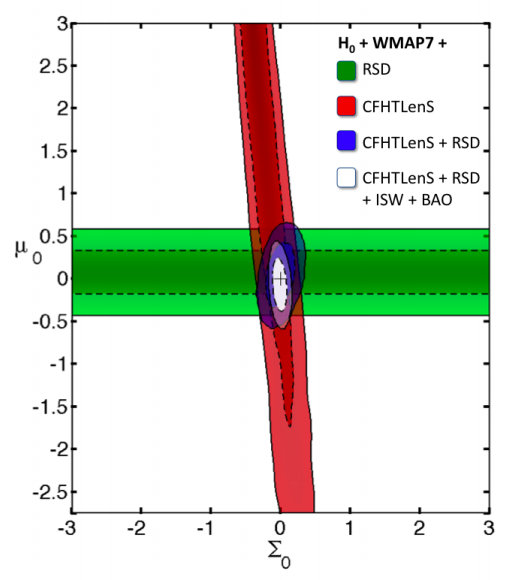 H₀ + WMAP7 +
RSD
CFHTLenS
CFHTLenS + RSD
CFHTLenS + RSD
+ ISW + BAO
3
2.5
2
1.5
1
0.5
0
-0.5
-1
-1.5
-2
-2.5
μ₀
-3 -2 -1 0 1 2 3
Σ₀